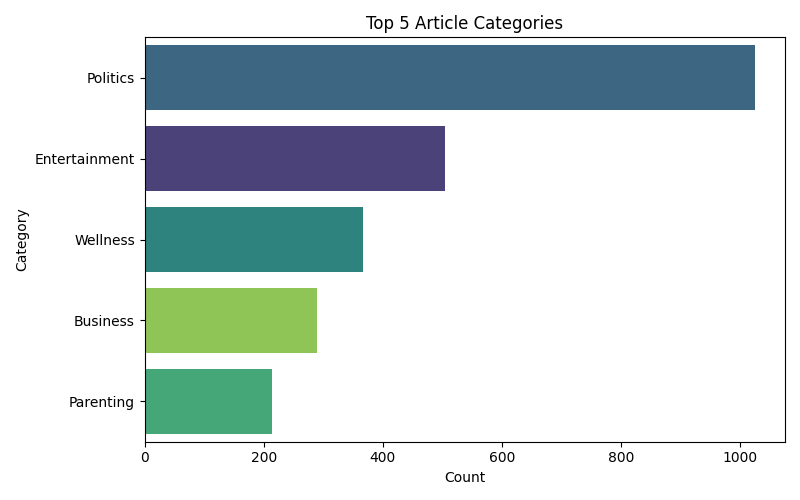 Top 5 Article Categories
Category
Politics
Entertainment
Wellness
Business
Parenting
0 200 400 600 800 1000
Count